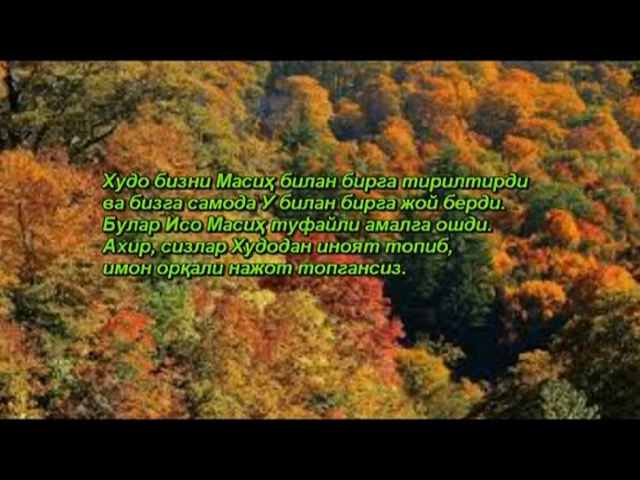 Худо бизни Масиҳ билан бирга тирилтирди
ва бизга самода У билан бирга жой берди.
Булар Исо Масиҳ туфайли амалга ошди.
Ахир, сизлар Худодан иноят топиб,
имон орқали нажот топгансиз.